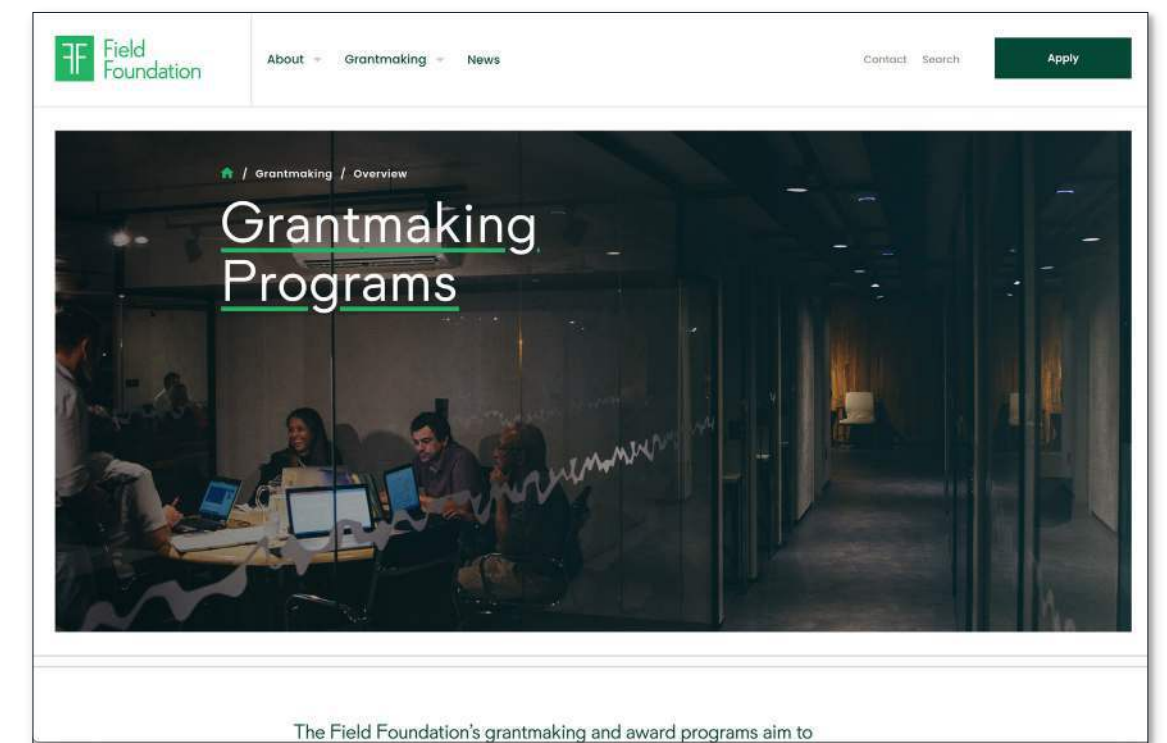 Field
Foundation
About
Grantmaking
News
Contact
Search
Apply
/ Grantmaking / Overview
Grantmaking
Programs
The Field Foundation's grantmaking and award programs aim to